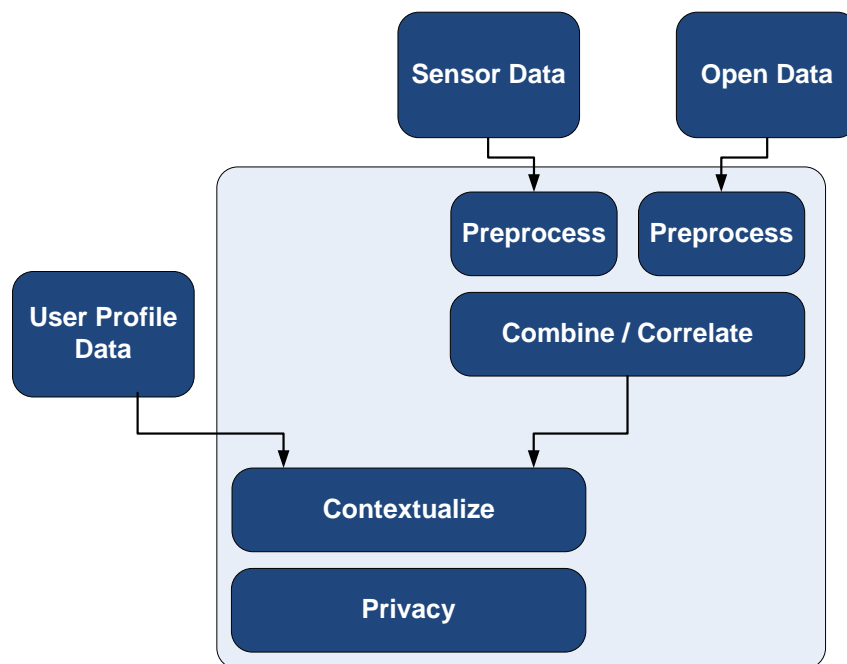 Sensor Data
Open Data
Preprocess
Preprocess
User Profile
Data
Combine / Correlate
Contextualize
Privacy